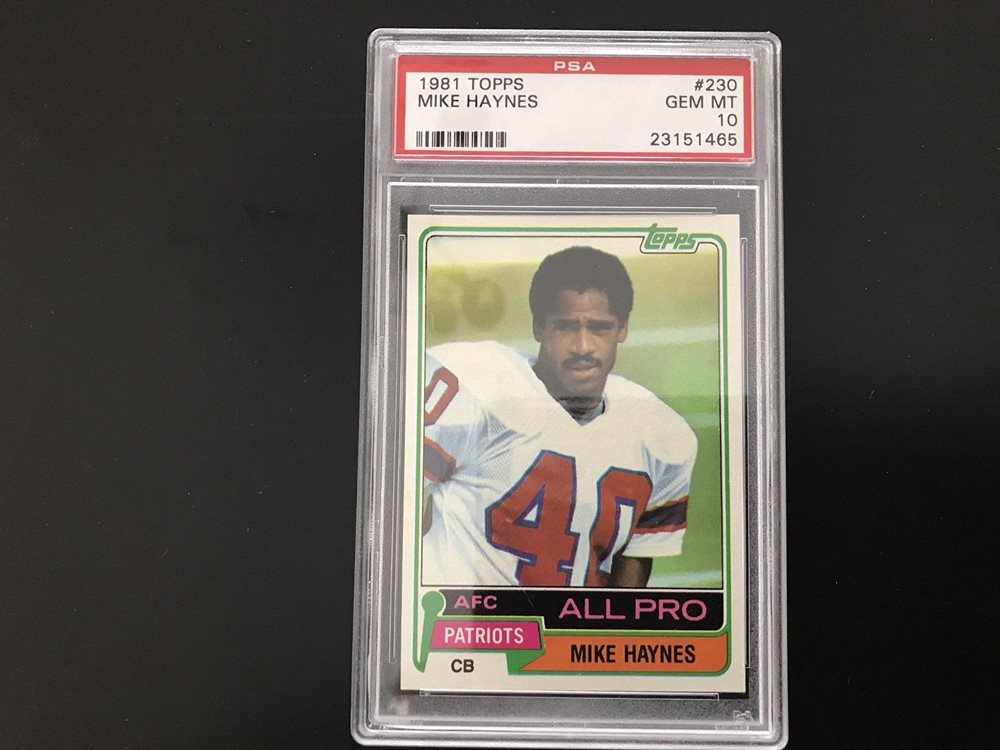 PSA
1981 TOPPS #230
MIKE HAYNES GEM MT
10
23151465
topps
40
AFC ALL PRO
PATRIOTS
MIKE HAYNES
CB